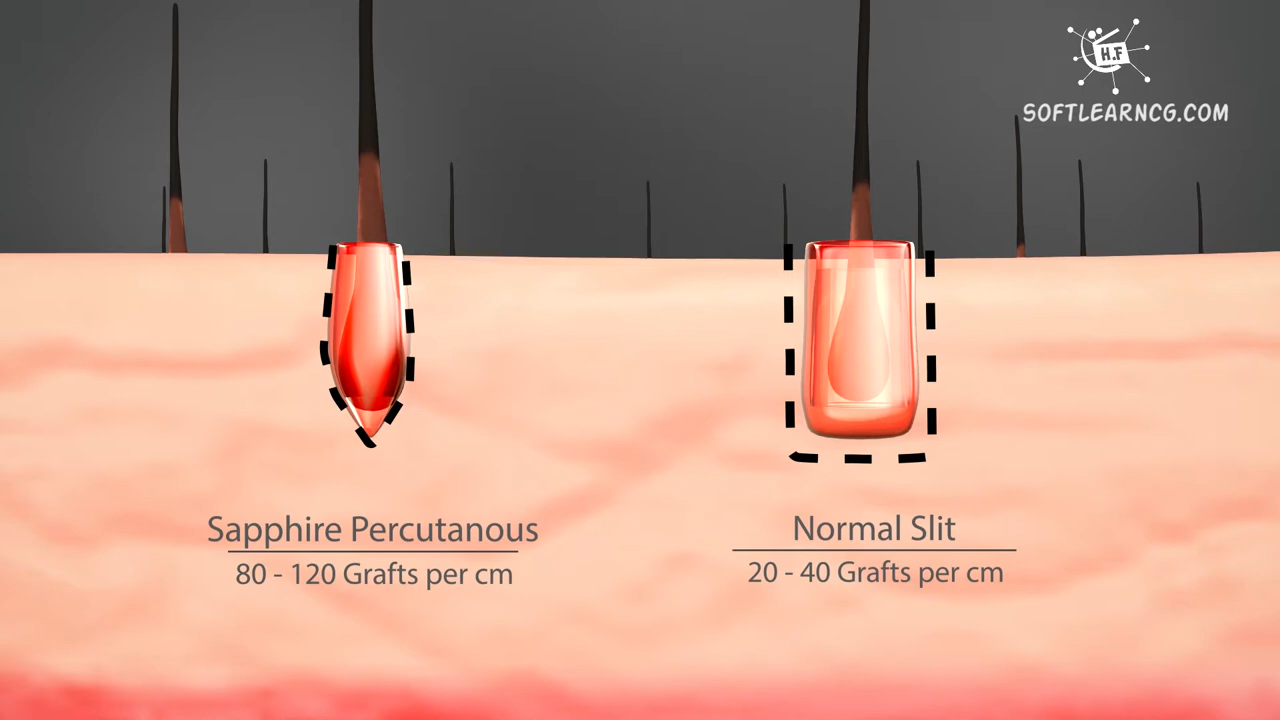 H.F
SOFTLEARNCG.COM
Sapphire Percutanous
80 - 120 Grafts per cm
Normal Slit
20 - 40 Grafts per cm